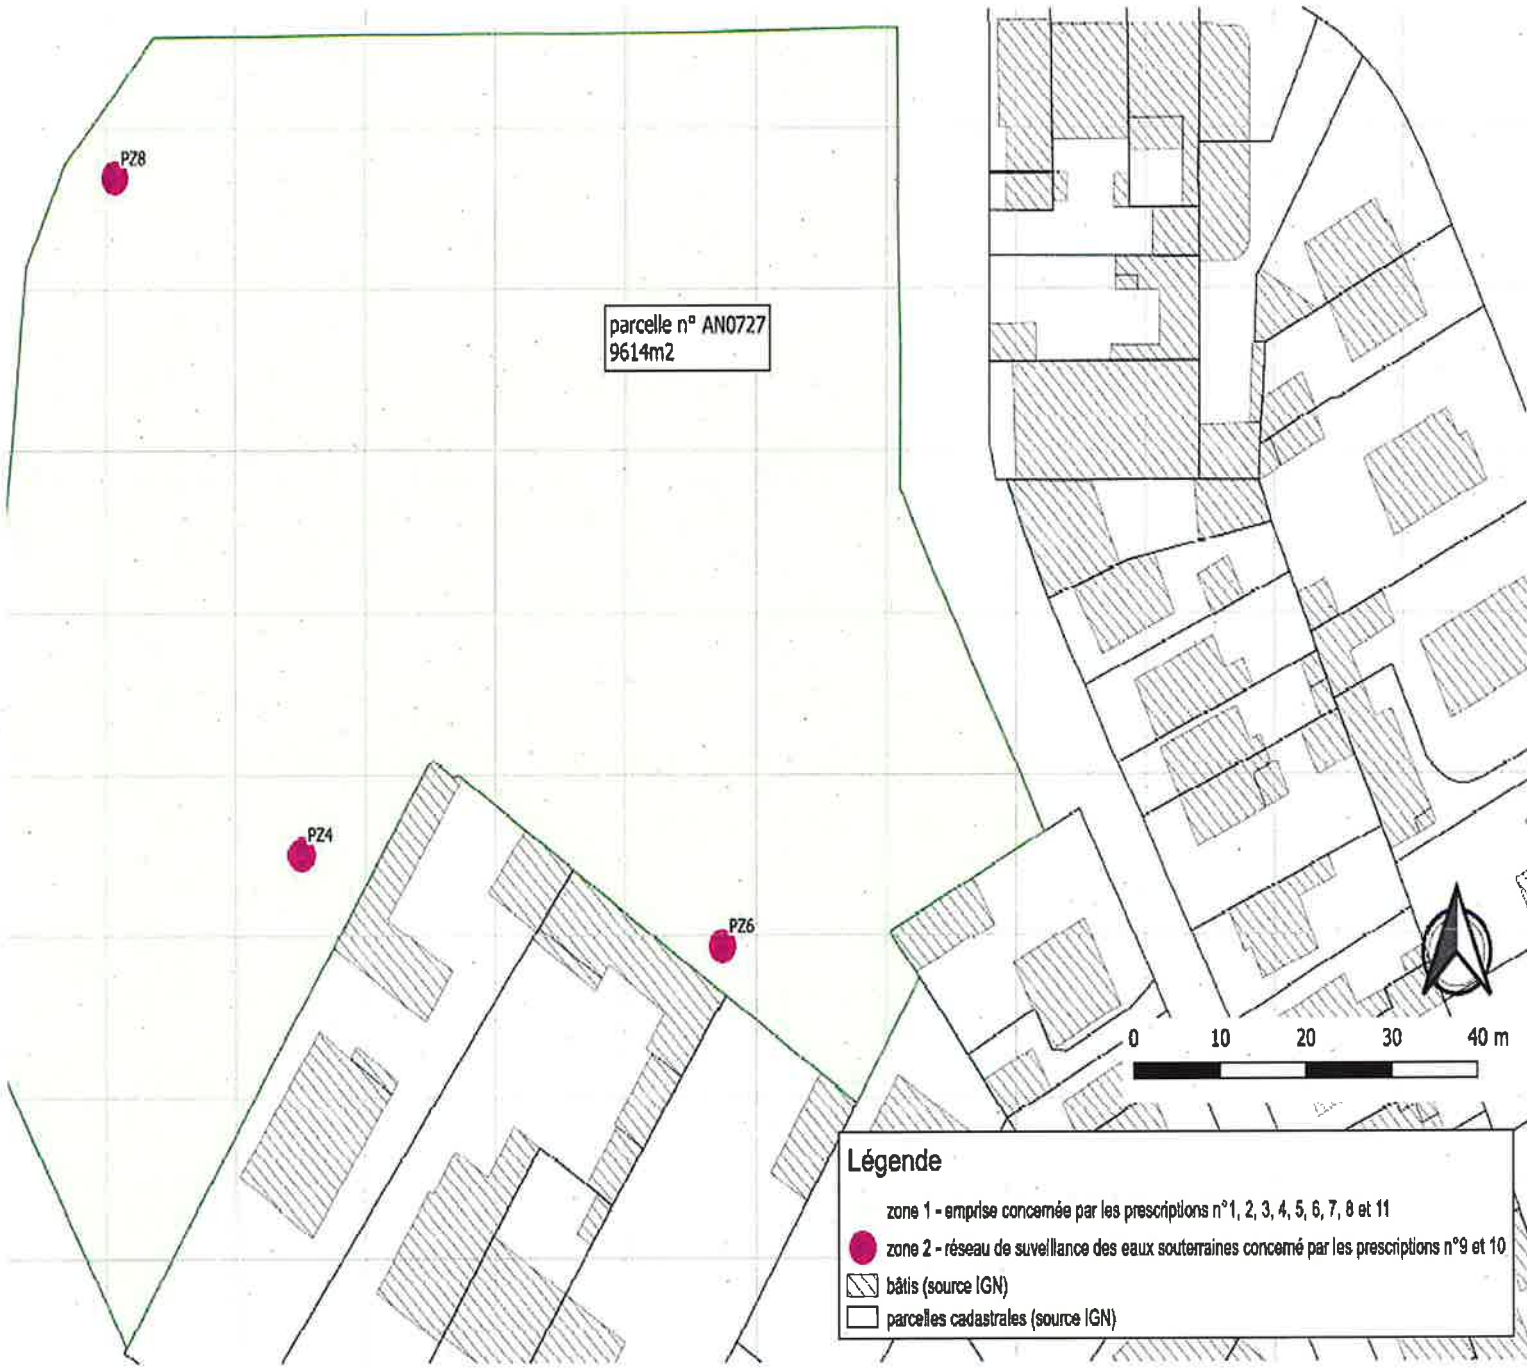 PZ8
parcelle n° AN0727
9614m2
PZ4
PZ6
0 10 20 30 40 m
Légende
zone 1 - emprise concernée par les prescriptions n°1, 2, 3, 4, 5, 6, 7, 8 et 11
zone 2 - réseau de suveillance des eaux souterraines concerné par les prescriptions n°9 et 10
bâtis (source IGN)
parcelles cadastrales (source IGN)